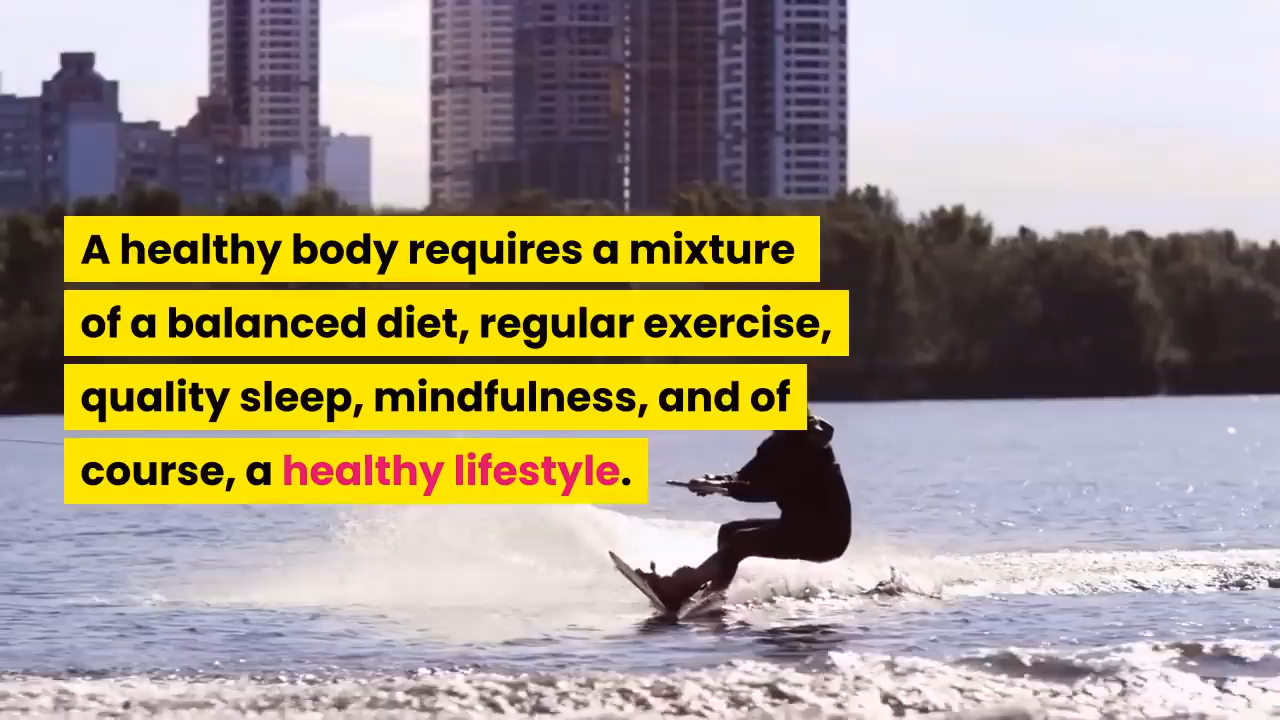 A healthy body requires a mixture
of a balanced diet, regular exercise,
quality sleep, mindfulness, and of
course, a healthy lifestyle.